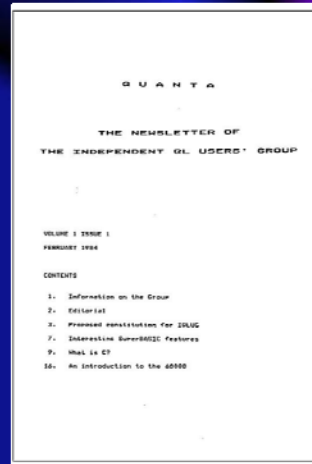 QUANTA
THE NEWSLETTER OF
THE INDEPENDENT QL USERS' GROUP
VOLUME 1 ISSUE 1
FEBRUARY 1984
CONTENTS
1. Information on the Group
2. Editorial
3. Proposed constitution for IQLUG
7. Interesting SuperBASIC features
9. What is C?
16. An introduction to the 68000